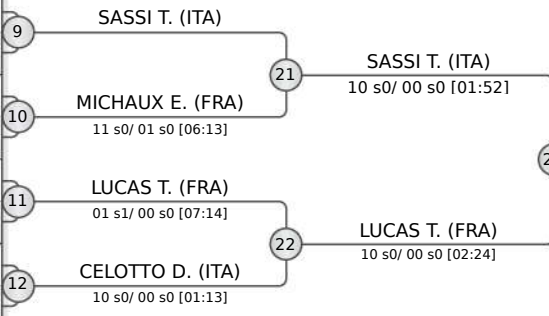 9
SASSI T. (ITA)
21
SASSI T. (ITA)
10 s0/ 00 s0 [01:52]
10
MICHAUX E. (FRA)
11 s0/ 01 s0 [06:13]
2
11
LUCAS T. (FRA)
01 s1/ 00 s0 [07:14]
22
LUCAS T. (FRA)
10 s0/ 00 s0 [02:24]
12
CELOTTO D. (ITA)
10 s0/ 00 s0 [01:13]